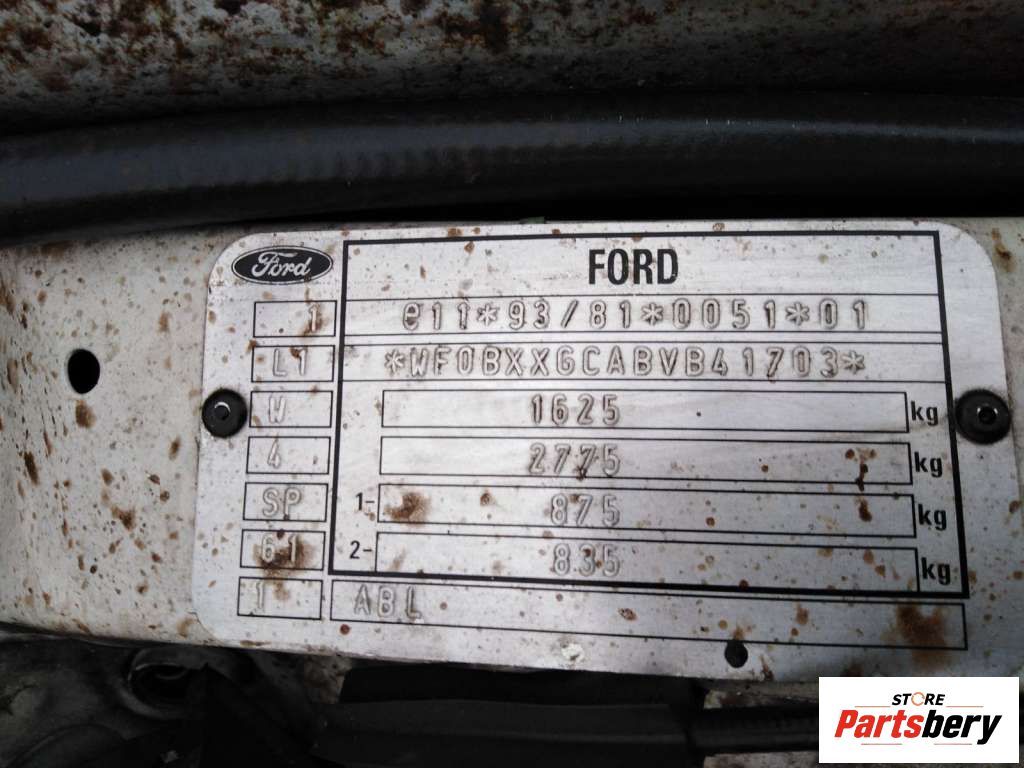 Ford
FORD
1 e11*93/81*0051*01
L1 *WF0BXXGCABVB41703*
W 1625 kg
4 2775 kg
SP 1- 875 kg
61 2- 835 kg
1 ABL
STORE
Partsbery